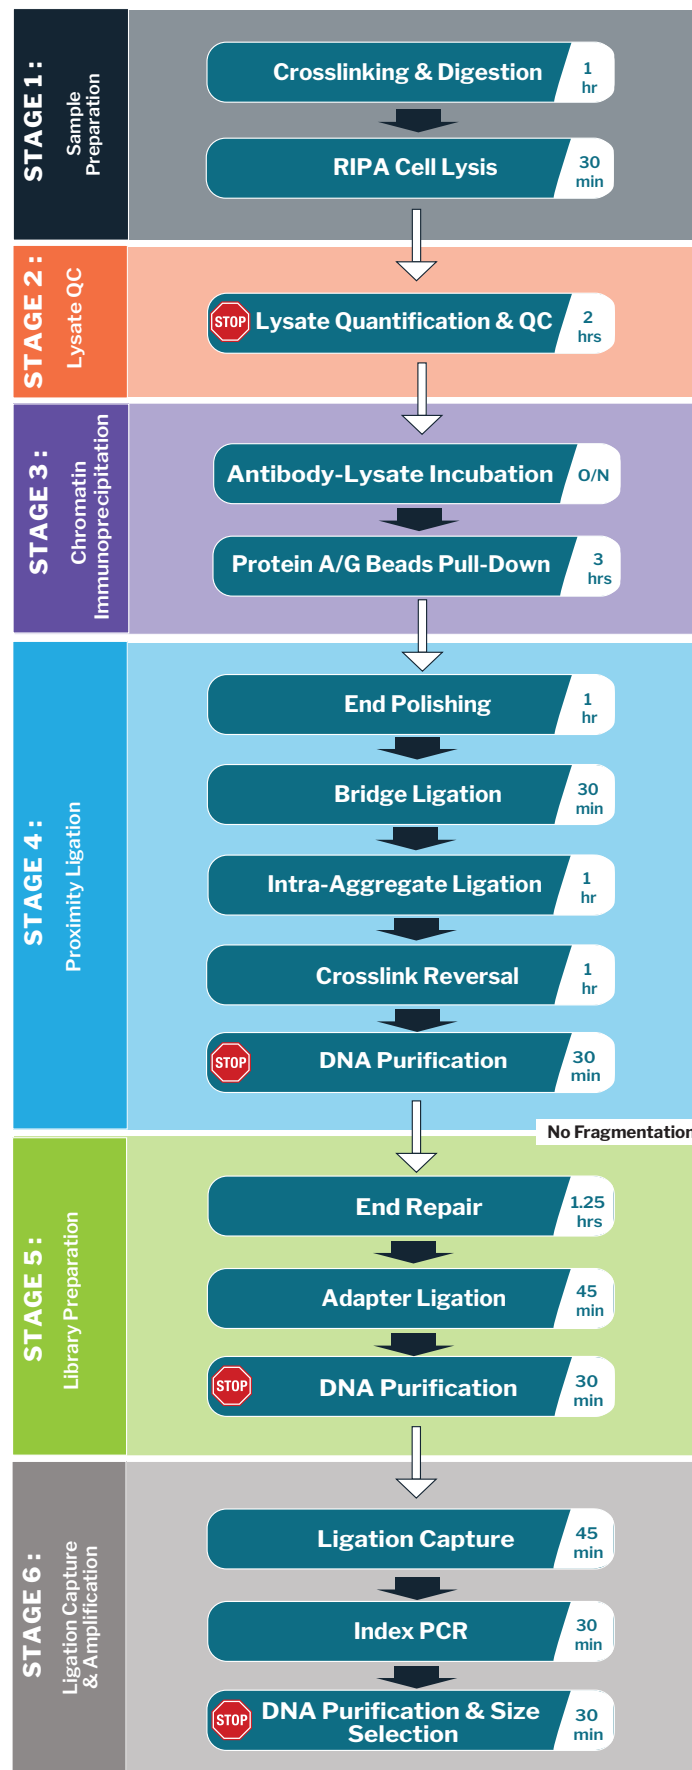 STAGE 1 :
Sample
Preparation
Crosslinking & Digestion
1
hr
RIPA Cell Lysis
30
min
STAGE 2 :
Lysate QC
STOP
Lysate Quantification & QC
2
hrs
STAGE 3 :
Chromatin
Immunoprecipitation
Antibody-Lysate Incubation
O/N
Protein A/G Beads Pull-Down
3
hrs
STAGE 4 :
Proximity Ligation
End Polishing
1
hr
Bridge Ligation
30
min
Intra-Aggregate Ligation
1
hr
Crosslink Reversal
1
hr
STOP
DNA Purification
30
min
No Fragmentation
STAGE 5 :
Library Preparation
End Repair
1.25
hrs
Adapter Ligation
45
min
STOP
DNA Purification
30
min
STAGE 6 :
Ligation Capture
& Amplification
Ligation Capture
45
min
Index PCR
30
min
STOP
DNA Purification & Size
Selection
30
min